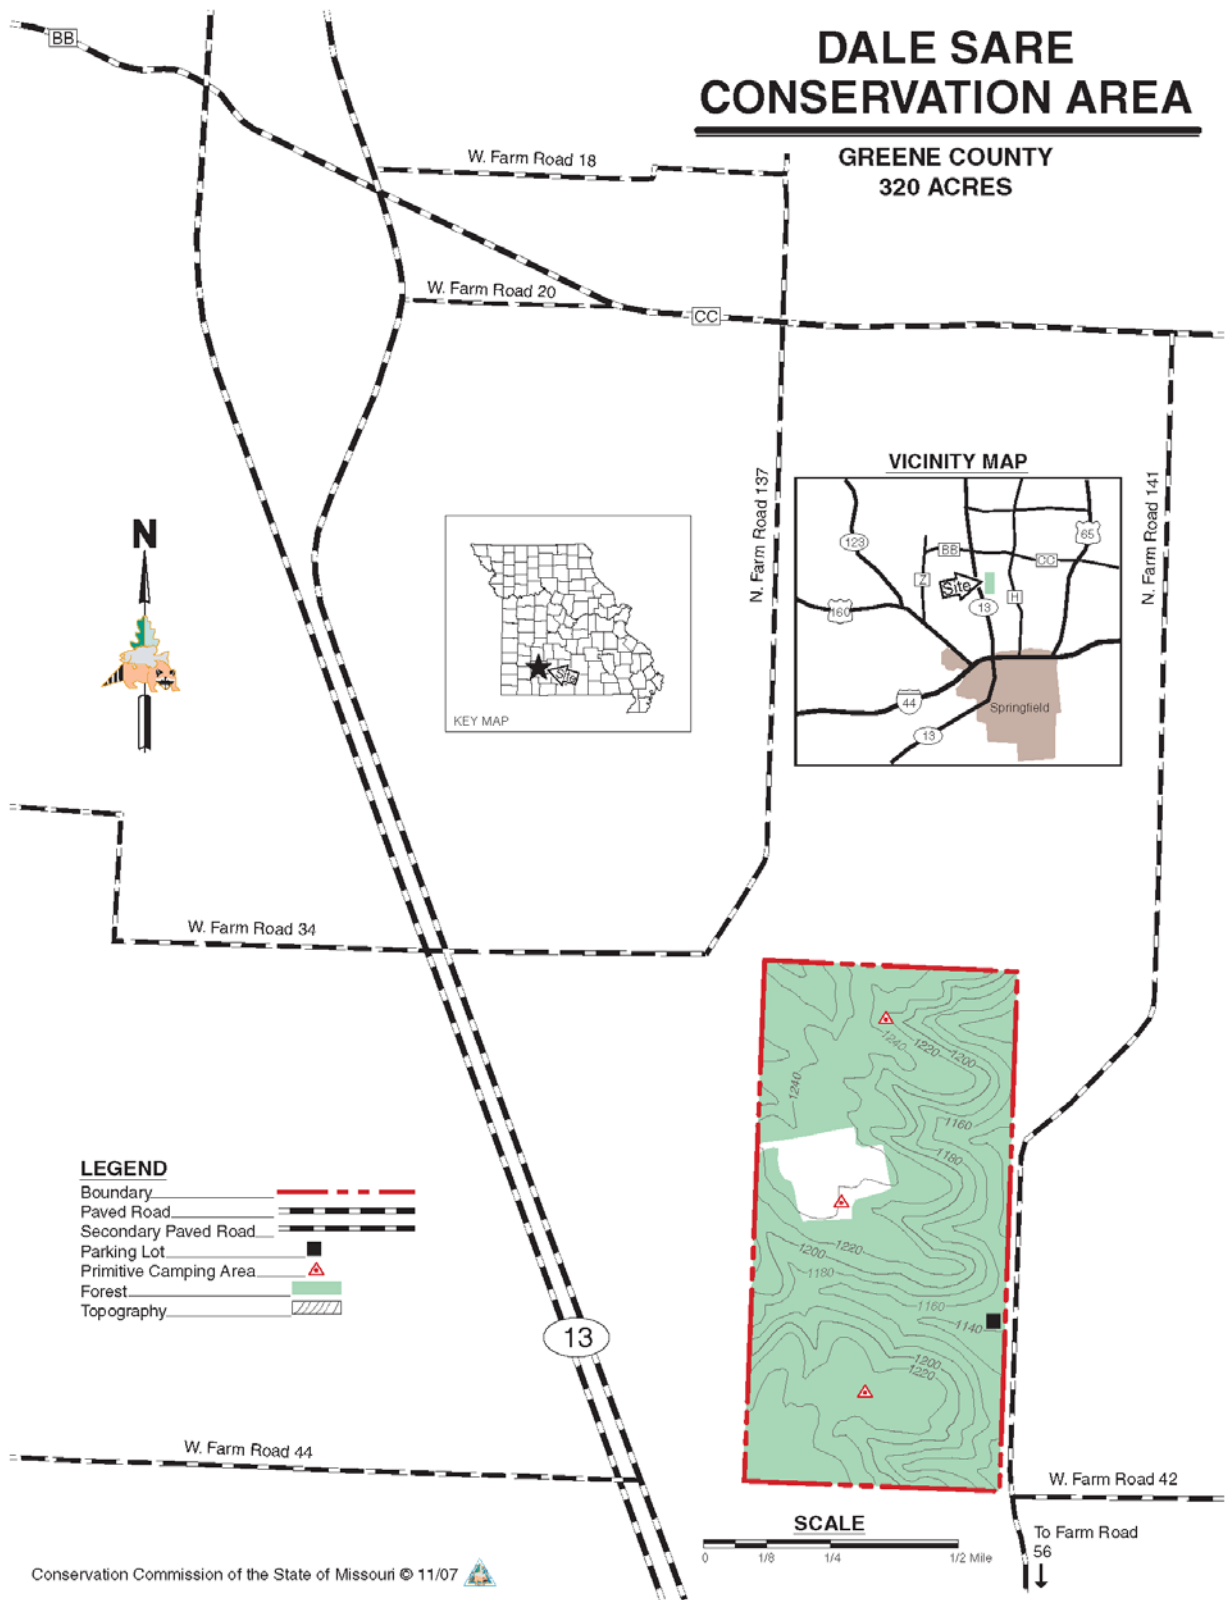 DALE SARE
CONSERVATION AREA
GREENE COUNTY
320 ACRES
BB
W. Farm Road 18
W. Farm Road 20
CC
N. Farm Road 137
N. Farm Road 141
VICINITY MAP
123
BB
CC
65
Z
Site
H
160
13
44
13
Springfield
N
Site
KEY MAP
W. Farm Road 34
1240
1220
1200
1240
1160
1180
1200
1220
1180
1160
1140
1200
1220
LEGEND
Boundary
Paved Road
Secondary Paved Road
Parking Lot
Primitive Camping Area
Forest
Topography
13
W. Farm Road 44
W. Farm Road 42
To Farm Road
56
SCALE
0 1/8 1/4 1/2 Mile
Conservation Commission of the State of Missouri © 11/07